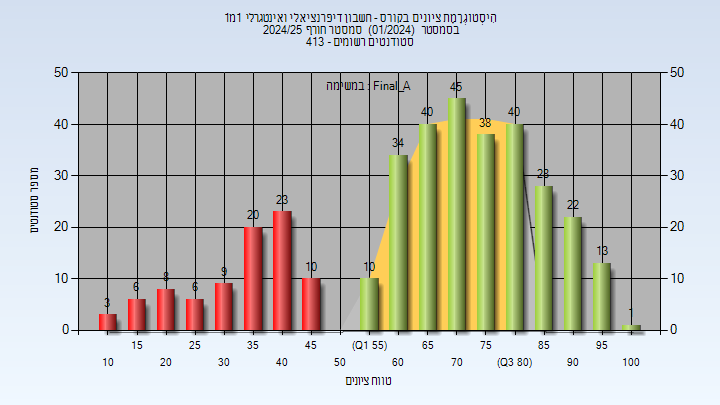 היסטוגרמת ציונים בקורס - חשבון דיפרנציאלי ואינטגרלי 1מ1
בסמסטר (01/2024) סמסטר חורף 2024/25
סטודנטים רשומים - 413
במשימה : Final_A
מספר סטודנטים
50 40 30 20 10 0
50 40 30 20 10 0
3 6 8 6 9 20 23 10 10 34 40 45 38 40 28 22 13 1
15 25 35 45 (Q1 55) 65 75 85 95
10 20 30 40 50 60 70 (Q3 80) 90 100
טווח ציונים